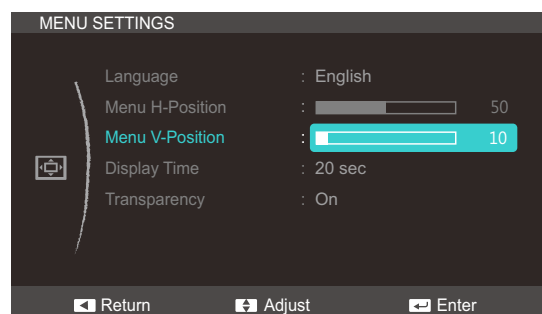 MENU SETTINGS
Language : English
Menu H-Position : 50
Menu V-Position : 10
Display Time : 20 sec
Transparency : On
Return Adjust Enter